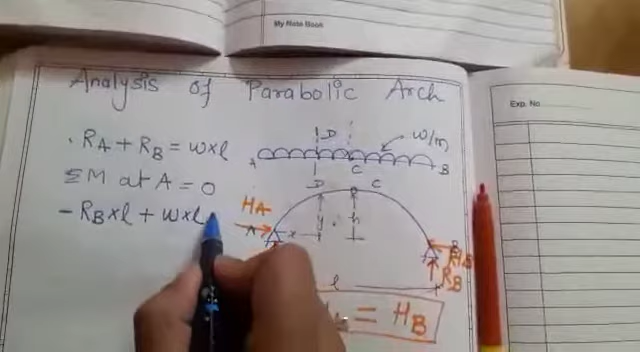 My Note Book
Analysis of Parabolic Arch
Exp. No.
RA + RB = w×l
D
w/m
A
C
B
ΣM at A = 0
D
C
HA
- RB×l + w×l
y
h
A
x
B
HB
l
RB
= HB